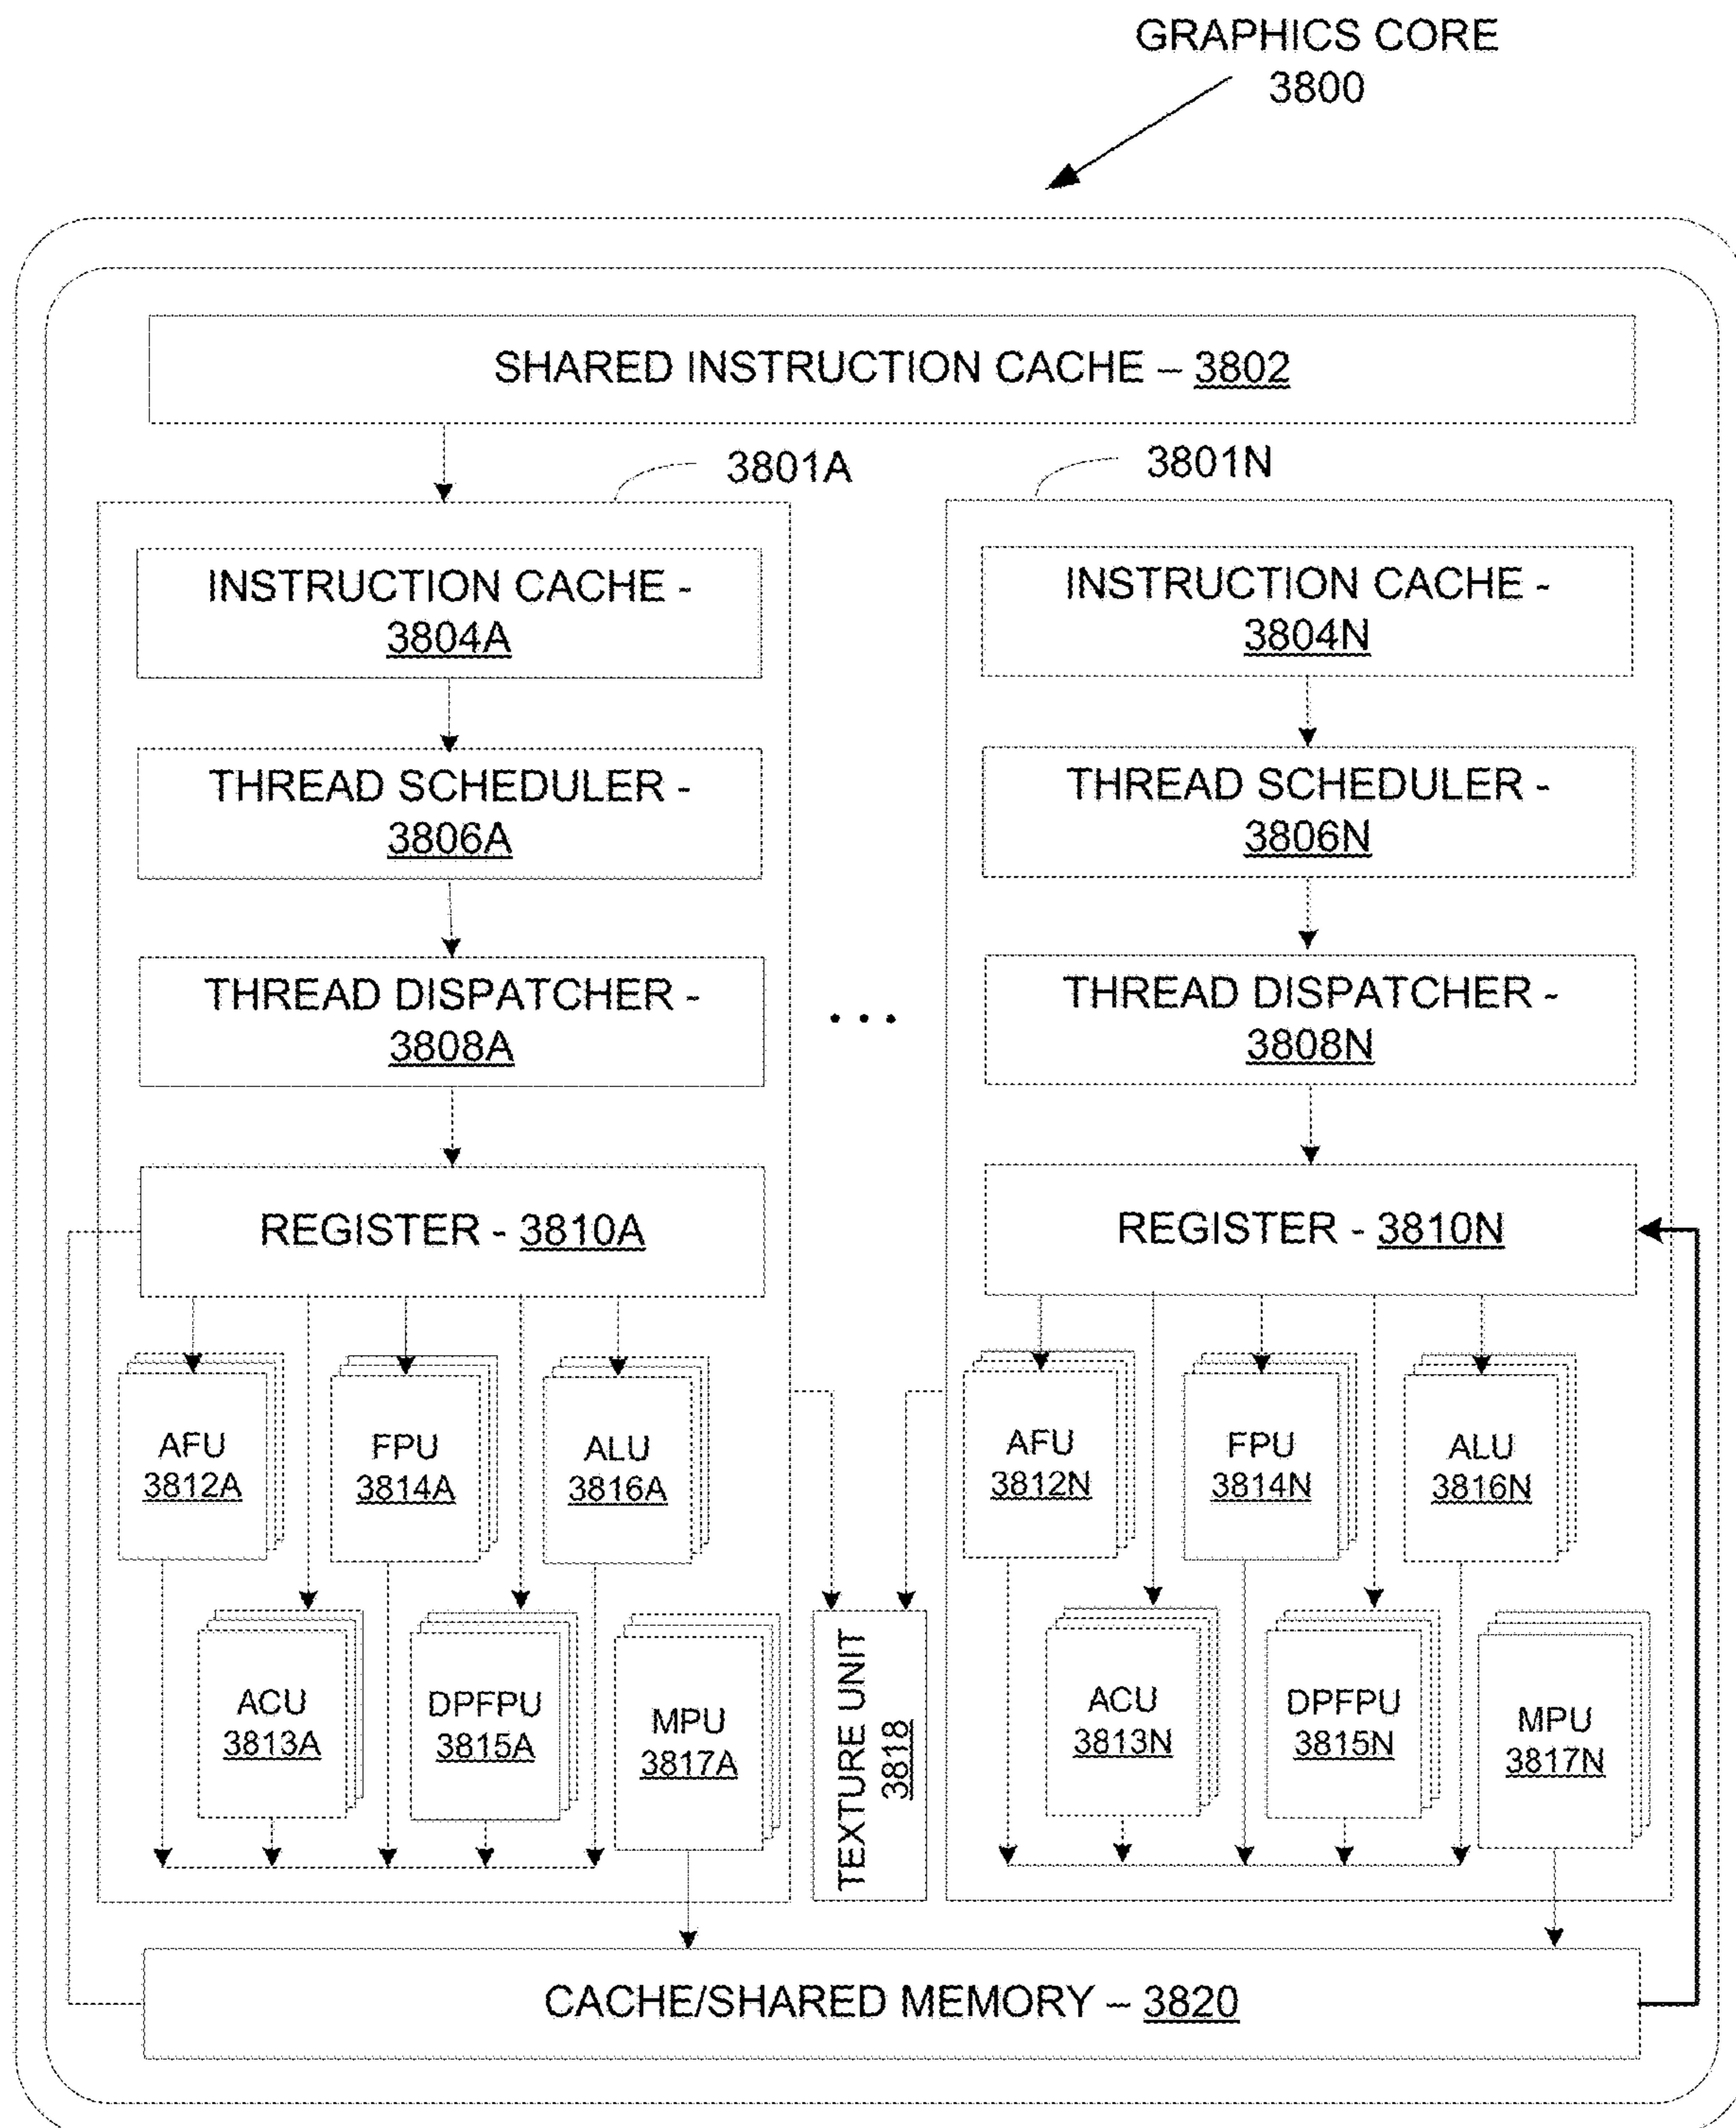 GRAPHICS CORE
3800
SHARED INSTRUCTION CACHE – 3802
3801A
3801N
INSTRUCTION CACHE -
3804A
THREAD SCHEDULER -
3806A
THREAD DISPATCHER -
3808A
REGISTER - 3810A
AFU
3812A
FPU
3814A
ALU
3816A
ACU
3813A
DPFPU
3815A
MPU
3817A
...
TEXTURE UNIT
3818
INSTRUCTION CACHE -
3804N
THREAD SCHEDULER -
3806N
THREAD DISPATCHER -
3808N
REGISTER - 3810N
AFU
3812N
FPU
3814N
ALU
3816N
ACU
3813N
DPFPU
3815N
MPU
3817N
CACHE/SHARED MEMORY – 3820